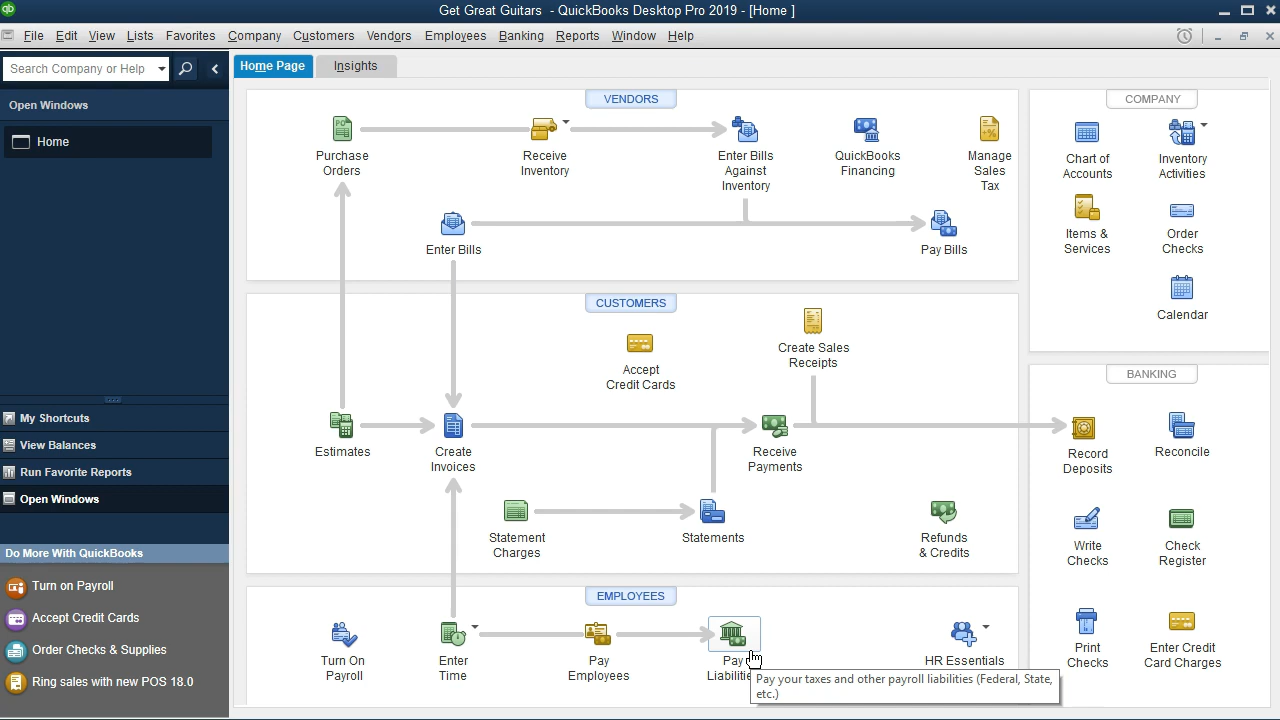 Get Great Guitars - QuickBooks Desktop Pro 2019 - [Home ]
File Edit View Lists Favorites Company Customers Vendors Employees Banking Reports Window Help
Search Company or Help
Open Windows
Home
My Shortcuts
View Balances
Run Favorite Reports
Open Windows
Do More With QuickBooks
Turn on Payroll
Accept Credit Cards
Order Checks & Supplies
Ring sales with new POS 18.0
Home Page Insights
VENDORS
Purchase
Orders
Receive
Inventory
Enter Bills
Against
Inventory
QuickBooks
Financing
Manage
Sales
Tax
Enter Bills
Pay Bills
CUSTOMERS
Accept
Credit Cards
Create Sales
Receipts
Estimates
Create
Invoices
Receive
Payments
Statement
Charges
Statements
Refunds
& Credits
EMPLOYEES
Turn On
Payroll
Enter
Time
Pay
Employees
Pay
Liabilitie
HR Essentials
Pay your taxes and other payroll liabilities (Federal, State,
etc.)
COMPANY
Chart of
Accounts
Inventory
Activities
Items &
Services
Order
Checks
Calendar
BANKING
Record
Deposits
Reconcile
Write
Checks
Check
Register
Print
Checks
Enter Credit
Card Charges